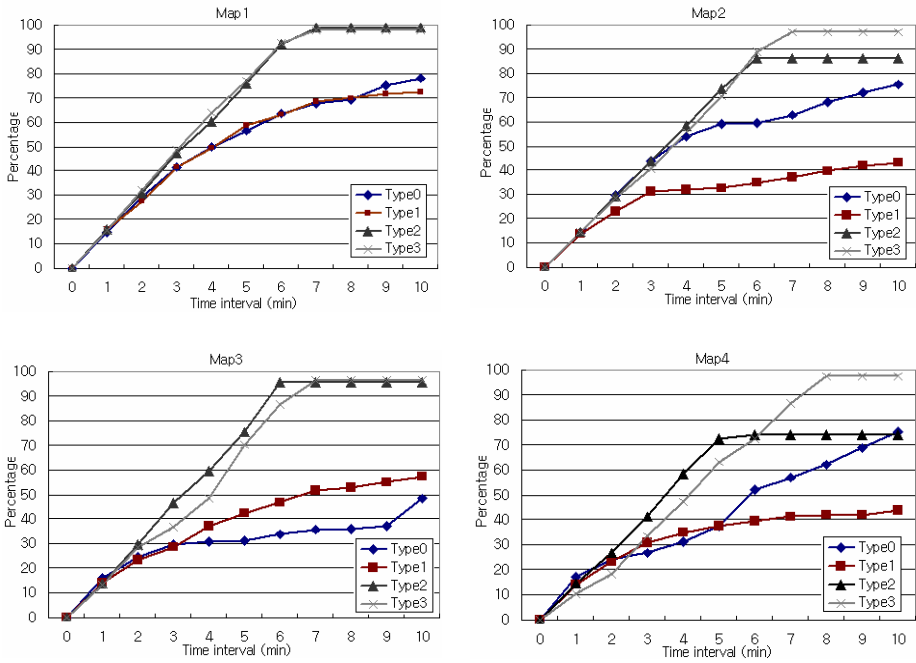 Map1
100
90
80
70
60
50
40
30
20
10
0
Percentage
0 1 2 3 4 5 6 7 8 9 10
Time interval (min)
Type0
Type1
Type2
Type3
Map2
100
90
80
70
60
50
40
30
20
10
0
Percentage
0 1 2 3 4 5 6 7 8 9 10
Time interval (min)
Type0
Type1
Type2
Type3
Map3
100
90
80
70
60
50
40
30
20
10
0
Percentage
0 1 2 3 4 5 6 7 8 9 10
Time interval (min)
Type0
Type1
Type2
Type3
Map4
100
90
80
70
60
50
40
30
20
10
0
Percentage
0 1 2 3 4 5 6 7 8 9 10
Time interval (min)
Type0
Type1
Type2
Type3